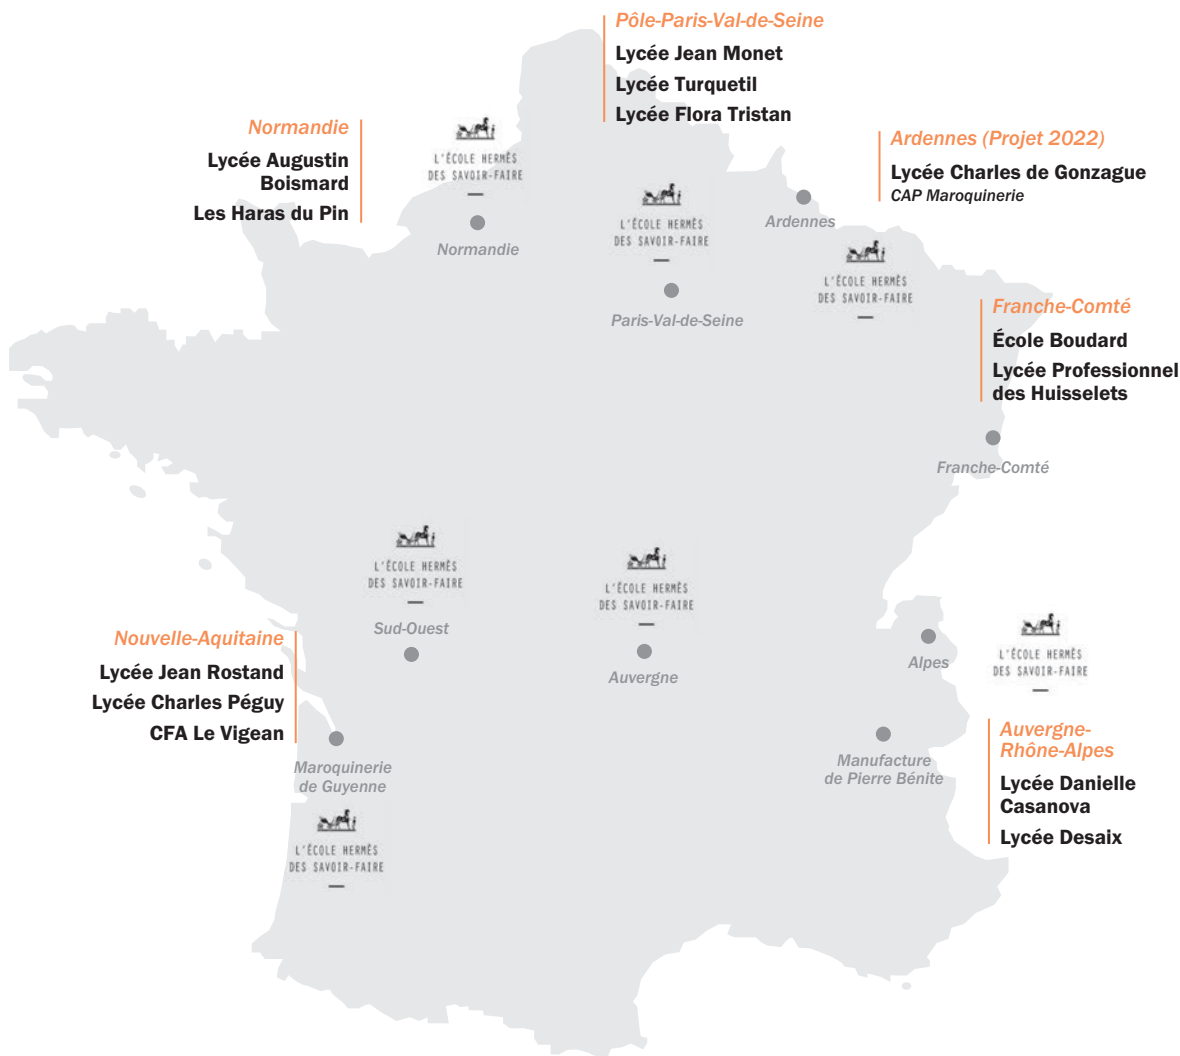 Pôle-Paris-Val-de-Seine
Lycée Jean Monet
Lycée Turquetil
Lycée Flora Tristan
Normandie
Lycée Augustin
Boismard
Les Haras du Pin
L'ÉCOLE HERMÈS
DES SAVOIR-FAIRE
Normandie
Ardennes (Projet 2022)
Lycée Charles de Gonzague
CAP Maroquinerie
Ardennes
L'ÉCOLE HERMÈS
DES SAVOIR-FAIRE
Paris-Val-de-Seine
L'ÉCOLE HERMÈS
DES SAVOIR-FAIRE
Franche-Comté
École Boudard
Lycée Professionnel
des Huisselets
Franche-Comté
L'ÉCOLE HERMÈS
DES SAVOIR-FAIRE
Sud-Ouest
L'ÉCOLE HERMÈS
DES SAVOIR-FAIRE
Auvergne
Nouvelle-Aquitaine
Lycée Jean Rostand
Lycée Charles Péguy
CFA Le Vigean
Maroquinerie
de Guyenne
L'ÉCOLE HERMÈS
DES SAVOIR-FAIRE
Alpes
L'ÉCOLE HERMÈS
DES SAVOIR-FAIRE
Manufacture
de Pierre Bénite
Auvergne-
Rhône-Alpes
Lycée Danielle
Casanova
Lycée Desaix